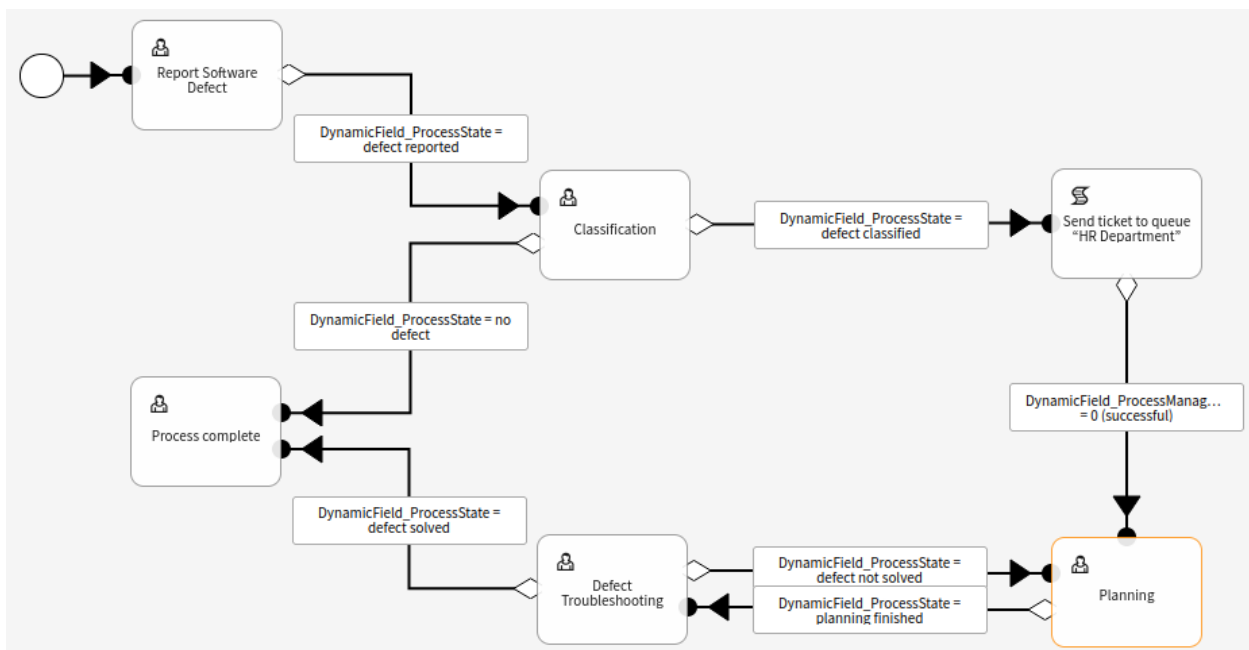 Report Software
Defect
DynamicField_ProcessState =
defect reported
Classification
DynamicField_ProcessState =
defect classified
Send ticket to queue
“HR Department”
DynamicField_ProcessState = no
defect
DynamicField_ProcessManag...
= 0 (successful)
Process complete
DynamicField_ProcessState =
defect solved
Defect
Troubleshooting
DynamicField_ProcessState =
defect not solved
DynamicField_ProcessState =
planning finished
Planning